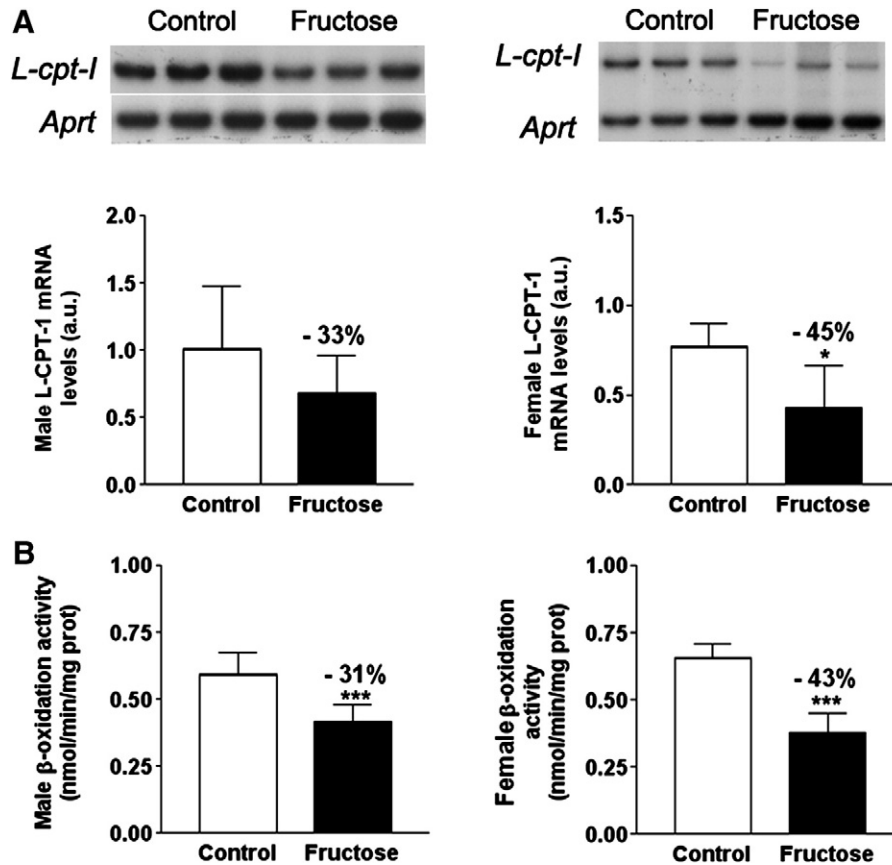 A
Control Fructose
L-cpt-I
Aprt
Control Fructose
L-cpt-I
Aprt
Male L-CPT-1 mRNA
levels (a.u.)
2.0
1.5
1.0
0.5
0.0
- 33%
Control Fructose
Female L-CPT-1
mRNA levels (a.u.)
1.5
1.0
0.5
0.0
- 45%
*
Control Fructose
B
Male β-oxidation activity
(nmol/min/mg prot)
1.00
0.75
0.50
0.25
0.00
- 31%
***
Control Fructose
Female β-oxidation
activity
(nmol/min/mg prot)
1.00
0.75
0.50
0.25
0.00
- 43%
***
Control Fructose